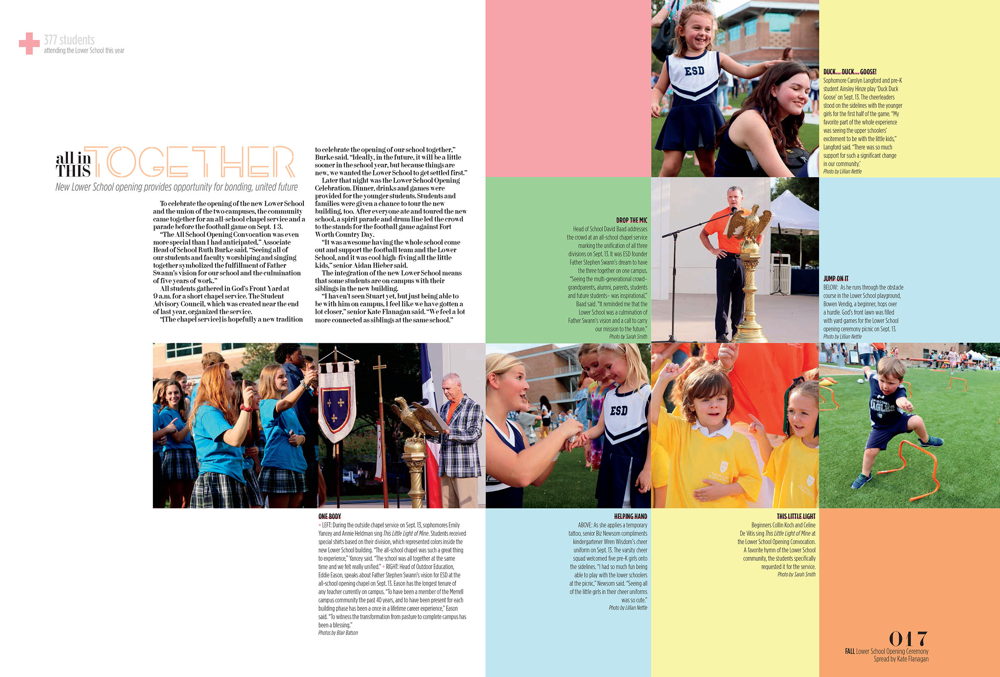 377 students
attending the Lower School this year
all in
THIS
TOGETHER
New Lower School opening provides opportunity for bonding, united future
To celebrate the opening of the new Lower School
and the union of the two campuses, the community
came together for an all-school chapel service and a
parade before the football game on Sept. 13.
“The All School Opening Convocation was even
more special than I had anticipated,” Associate
Head of School Ruth Burke said. “Seeing all of
our students and faculty worshiping and singing
together symbolized the fulfillment of Father
Swann’s vision for our school and the culmination
of five years of work.”
All students gathered in God’s Front Yard at
9 a.m. for a short chapel service. The Student
Advisory Council, which was created near the end
of last year, organized the service.
“[The chapel service] is hopefully a new tradition
to celebrate the opening of our school together,”
Burke said. “Ideally, in the future, it will be a little
sooner in the school year, but because things are
new, we wanted the Lower School to get settled first.”
Later that night was the Lower School Opening
Celebration. Dinner, drinks and games were
provided for the younger students. Students and
families were given a chance to tour the new
building, too. After everyone ate and toured the new
school, a spirit parade and drum line led the crowd
to the stands for the football game against Fort
Worth Country Day.
“It was awesome having the whole school come
out and support the football team and the Lower
School, and it was cool high-fiving all the little
kids,” senior Aidan Hieber said.
The integration of the new Lower School means
that some students are on campus with their
siblings in the new building.
“I haven’t seen Stuart yet, but just being able to
be with him on campus, I feel like we have gotten a
lot closer,” senior Kate Flanagan said. “We feel a lot
more connected as siblings at the same school.”
ESD
DUCK... DUCK... GOOSE!
Sophomore Carolyn Langford and pre-K
student Ainsley Hinze play ‘Duck Duck
Goose’ on Sept. 13. The cheerleaders
stood on the sidelines with the younger
girls for the first half of the game. “My
favorite part of the whole experience
was seeing the upper schoolers’
excitement to be with the little kids,”
Langford said. “There was so much
support for such a significant change
in our community.’
Photo by Lillian Nettle
DROP THE MIC
Head of School David Baad addresses
the crowd at an all-school chapel service
marking the unification of all three
divisions on Sept. 13. It was ESD founder
Father Stephen Swann’s dream to have
the three together on one campus.
“Seeing the multi-generational crowd–
grandparents, alumni, parents, students
and future students– was inspirational,”
Baad said. “It reminded me that the
Lower School was a culmination of
Father Swann’s vision and a call to carry
our mission to the future.”
Photo by Sarah Smith
JUMP ON IT
BELOW: As he runs through the obstacle
course in the Lower School playground,
Bowen Vendig, a beginner, hops over
a hurdle. God’s front lawn was filled
with yard games for the Lower School
opening ceremony picnic on Sept. 13.
Photo by Lillian Nettle
ESD
EPISCOPAL
EAGLES
ONE BODY
+ LEFT: During the outside chapel service on Sept. 13, sophomores Emily
Yancey and Annie Heldman sing This Little Light of Mine. Students received
special shirts based on their division, which represented colors inside the
new Lower School building. “The all-school chapel was such a great thing
to experience,” Yancey said. “The school was all together at the same
time and we felt really unified.” + RIGHT: Head of Outdoor Education,
Eddie Eason, speaks about Father Stephen Swann’s vision for ESD at the
all-school opening chapel on Sept. 13. Eason has the longest tenure of
any teacher currently on campus. “To have been a member of the Merrell
campus community the past 40 years, and to have been present for each
building phase has been a once in a lifetime career experience,” Eason
said. “To witness the transformation from pasture to complete campus has
been a blessing.”
Photos by Blair Batson
HELPING HAND
ABOVE: As she applies a temporary
tattoo, senior Biz Newsom compliments
kindergartener Wren Wisdom’s cheer
uniform on Sept. 13. The varsity cheer
squad welcomed five pre-K girls onto
the sidelines. “I had so much fun being
able to play with the lower schoolers
at the picnic,” Newsom said. “Seeing all
of the little girls in their cheer uniforms
was so cute.”
Photo by Lillian Nettle
THIS LITTLE LIGHT
Beginners Collin Koch and Celine
De Vitis sing This Little Light of Mine at
the Lower School Opening Convocation.
A favorite hymn of the Lower School
community, the students specifically
requested it for the service.
Photo by Sarah Smith
017
FALL Lower School Opening Ceremony
Spread by Kate Flanagan